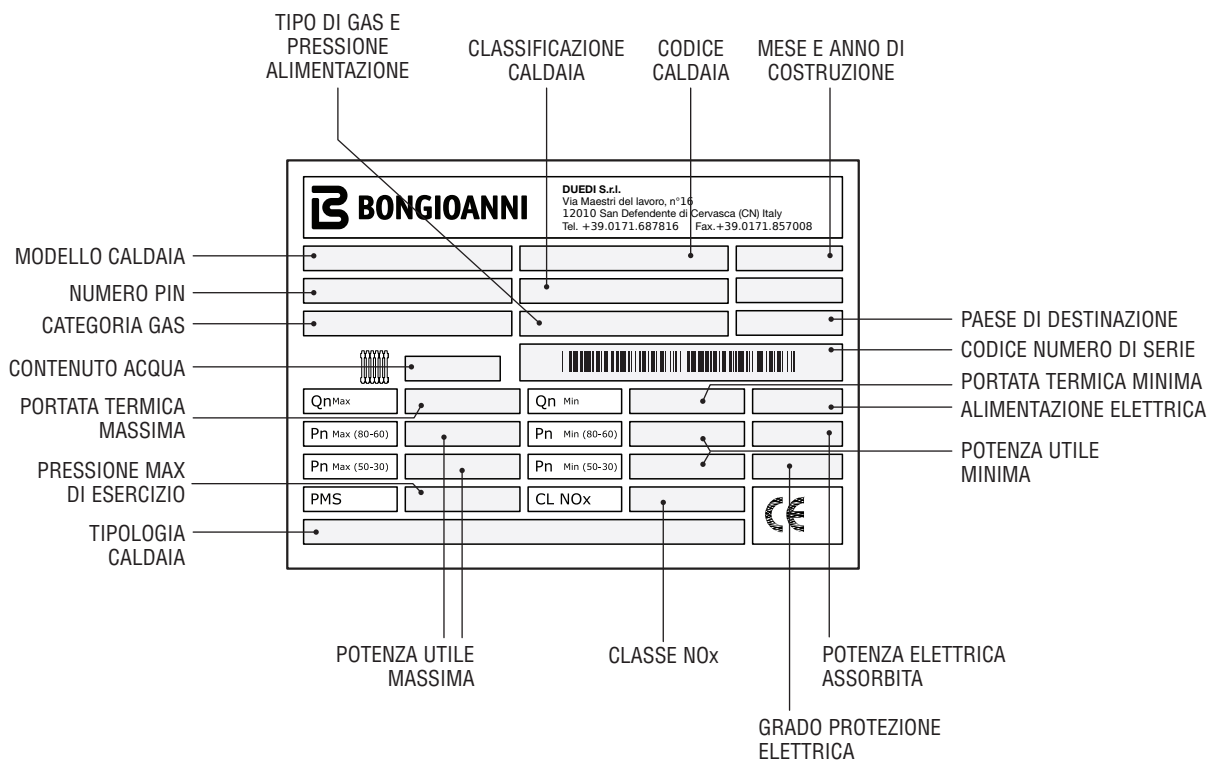 TIPO DI GAS E
PRESSIONE
ALIMENTAZIONE
CLASSIFICAZIONE
CALDAIA
CODICE
CALDAIA
MESE E ANNO DI
COSTRUZIONE
BONGIOANNI
DUEDI S.r.l.
Via Maestri del lavoro, n°16
12010 San Defendente di Cervasca (CN) Italy
Tel. +39.0171.687816 Fax.+39.0171.857008
MODELLO CALDAIA
NUMERO PIN
CATEGORIA GAS
CONTENUTO ACQUA
PORTATA TERMICA
MASSIMA
PRESSIONE MAX
DI ESERCIZIO
TIPOLOGIA
CALDAIA
Qn Max
Qn Min
Pn Max (80-60)
Pn Min (80-60)
Pn Max (50-30)
Pn Min (50-30)
PMS
CL NOx
CE
PAESE DI DESTINAZIONE
CODICE NUMERO DI SERIE
PORTATA TERMICA MINIMA
ALIMENTAZIONE ELETTRICA
POTENZA UTILE
MINIMA
POTENZA UTILE
MASSIMA
CLASSE NOx
POTENZA ELETTRICA
ASSORBITA
GRADO PROTEZIONE
ELETTRICA